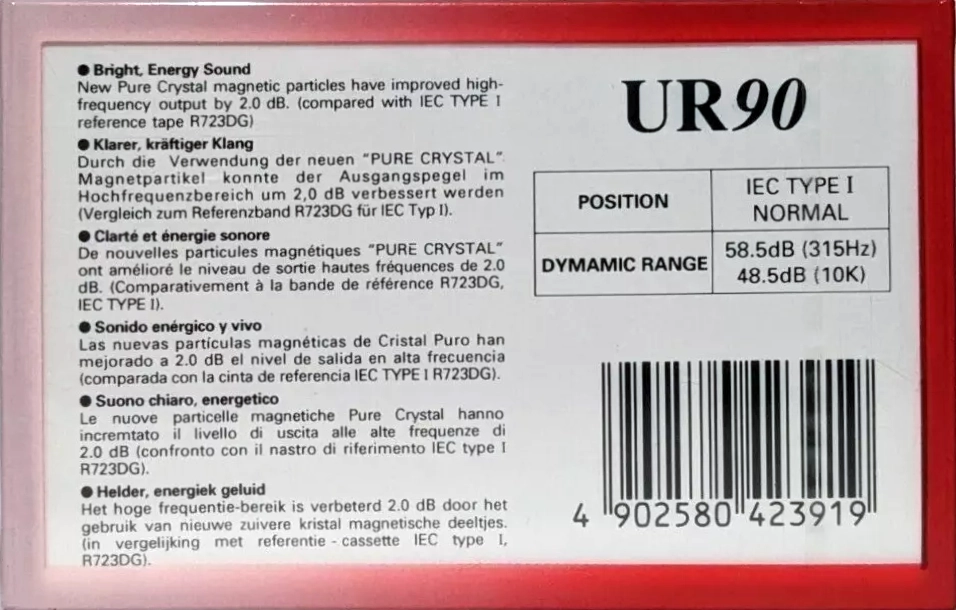 ● Bright, Energy Sound
New Pure Crystal magnetic particles have improved high-
frequency output by 2.0 dB. (compared with IEC TYPE I
reference tape R723DG)
● Klarer, kräftiger Klang
Durch die Verwendung der neuen "PURE CRYSTAL".
Magnetpartikel konnte der Ausgangspegel im
Hochfrequenzbereich um 2,0 dB verbessert werden
(Vergleich zum Referenzband R723DG für IEC Typ I).
● Clarté et énergie sonore
De nouvelles particules magnétiques "PURE CRYSTAL"
ont amélioré le niveau de sortie hautes fréquences de 2.0
dB. (Comparativement à la bande de référence R723DG,
IEC TYPE I).
● Sonido enérgico y vivo
Las nuevas partículas magnéticas de Cristal Puro han
mejorado a 2.0 dB el nivel de salida en alta frecuencia
(comparada con la cinta de referencia IEC TYPE I R723DG).
● Suono chiaro, energetico
Le nuove particelle magnetiche Pure Crystal hanno
incremtato il livello di uscita alle alte frequenze di
2.0 dB (confronto con il nastro di riferimento IEC type I
R723DG).
● Helder, energiek geluid
Het hoge frequentie-bereik is verbeterd 2.0 dB door het
gebruik van nieuwe zuivere kristal magnetische deeltjes.
(in vergelijking met referentie - cassette IEC type I,
R723DG).
UR90
POSITION
IEC TYPE I
NORMAL
DYMAMIC RANGE
58.5dB (315Hz)
48.5dB (10K)
4 902580 423919